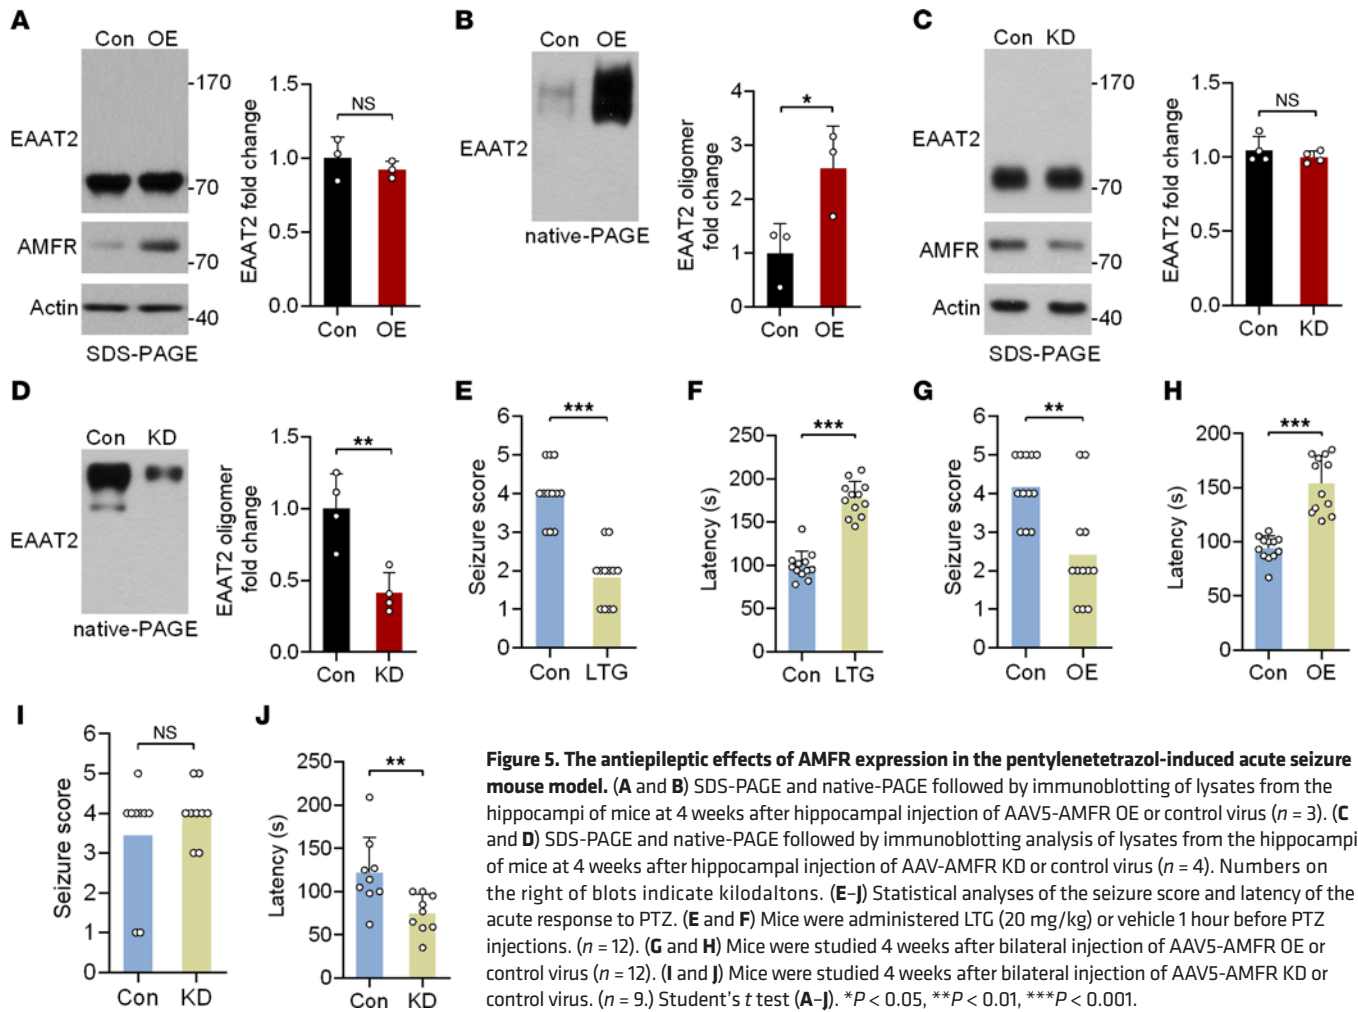 A
Con OE
EAAT2
-170
-70
AMFR
-70
Actin
-40
SDS-PAGE
EAAT2 fold change
1.5
1.0
0.5
0.0
NS
Con OE
B
Con OE
EAAT2
native-PAGE
EAAT2 oligomer
fold change
4
3
2
1
0
*
Con OE
C
Con KD
EAAT2
-170
-70
AMFR
-70
Actin
-40
SDS-PAGE
EAAT2 fold change
1.5
1.0
0.5
0.0
NS
Con KD
D
Con KD
EAAT2
native-PAGE
EAAT2 oligomer
fold change
1.5
1.0
0.5
0.0
**
Con KD
E
Seizure score
6
5
4
3
2
1
0
***
Con LTG
F
Latency (s)
250
200
150
100
50
0
***
Con LTG
G
Seizure score
6
5
4
3
2
1
0
**
Con OE
H
Latency (s)
200
150
100
50
0
***
Con OE
I
Seizure score
6
5
4
3
2
1
0
NS
Con KD
J
Latency (s)
250
200
150
100
50
0
**
Con KD
Figure 5. The antiepileptic effects of AMFR expression in the pentylenetetrazol-induced acute seizure
mouse model. (A and B) SDS-PAGE and native-PAGE followed by immunoblotting of lysates from the
hippocampi of mice at 4 weeks after hippocampal injection of AAV5-AMFR OE or control virus (n = 3). (C
and D) SDS-PAGE and native-PAGE followed by immunoblotting analysis of lysates from the hippocampi
of mice at 4 weeks after hippocampal injection of AAV-AMFR KD or control virus (n = 4). Numbers on
the right of blots indicate kilodaltons. (E–J) Statistical analyses of the seizure score and latency of the
acute response to PTZ. (E and F) Mice were administered LTG (20 mg/kg) or vehicle 1 hour before PTZ
injections. (n = 12). (G and H) Mice were studied 4 weeks after bilateral injection of AAV5-AMFR OE or
control virus (n = 12). (I and J) Mice were studied 4 weeks after bilateral injection of AAV5-AMFR KD or
control virus. (n = 9.) Student's t test (A–J). *P < 0.05, **P < 0.01, ***P < 0.001.